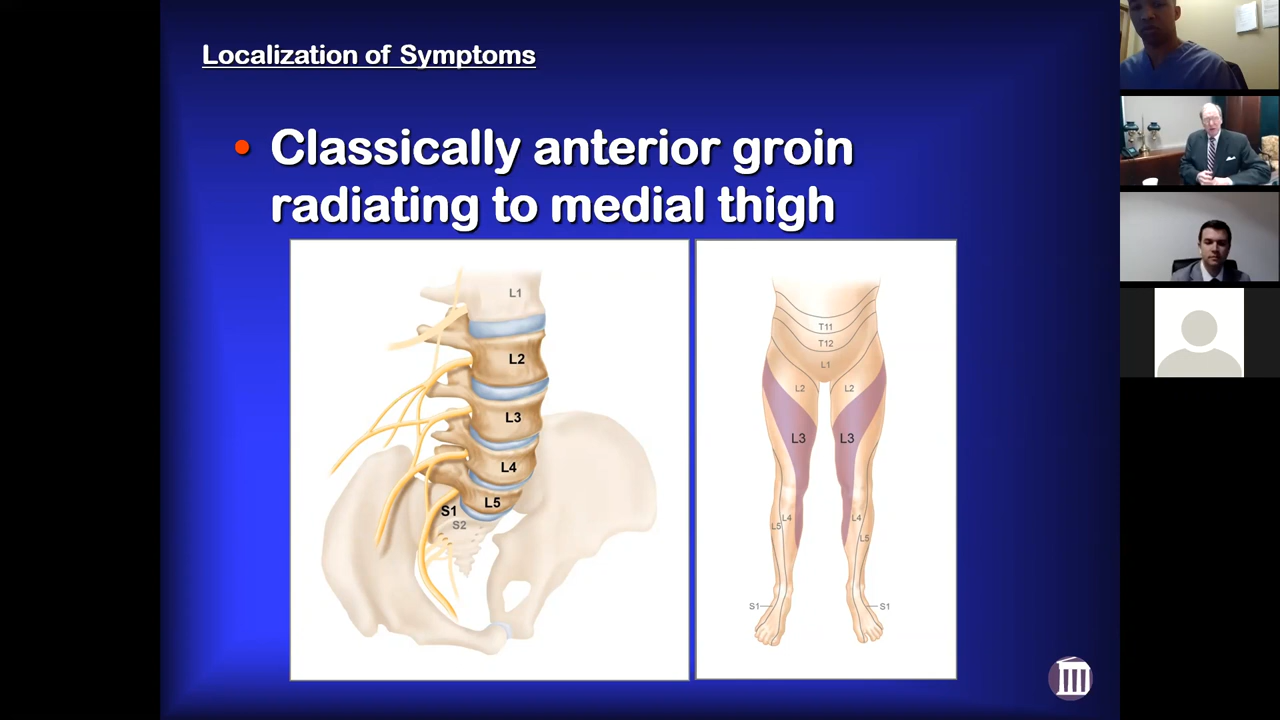 Localization of Symptoms
• Classically anterior groin
radiating to medial thigh
L1
L2
L3
L4
L5
S1
S2
T11
T12
L1
L2 L2
L3 L3
L4 L4
L5 L5
S1 S1